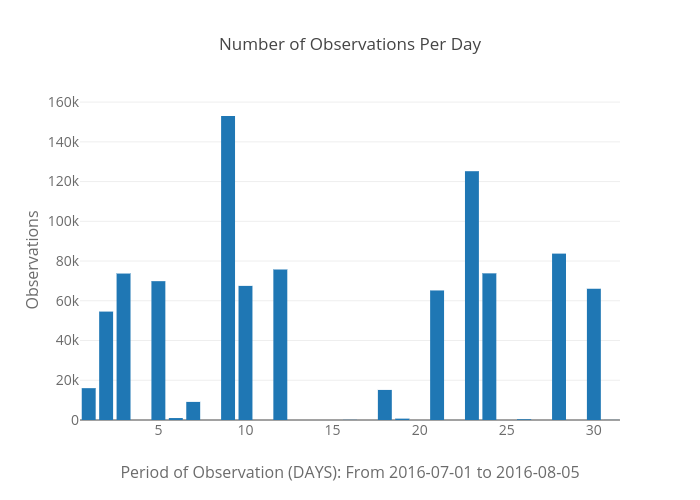 Number of Observations Per Day
160k
140k
120k
100k
80k
60k
40k
20k
0
Observations
5
10
15
20
25
30
Period of Observation (DAYS): From 2016-07-01 to 2016-08-05